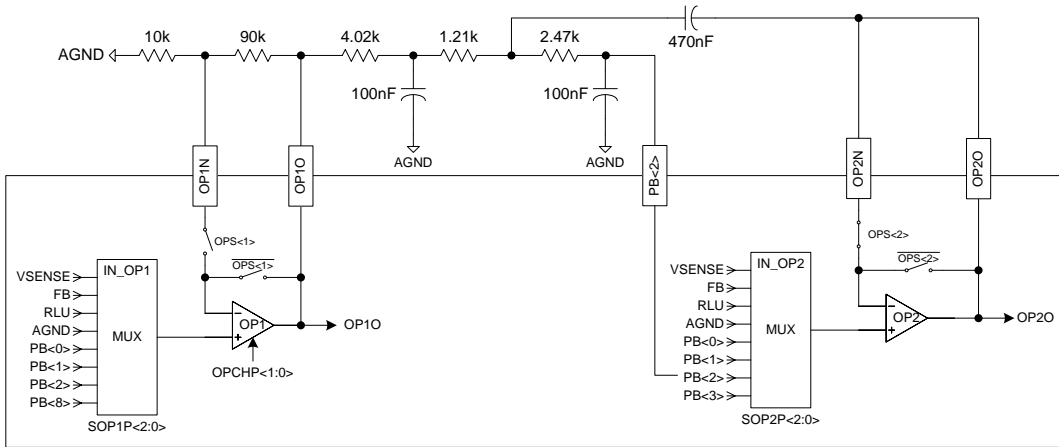 10k
90k
4.02k
1.21k
2.47k
470nF
AGND
100nF
100nF
AGND
AGND
OP1N
OP1O
PB<2>
OP2N
OP2O
OPS<1>
OPS<1>
OPS<2>
OPS<2>
VSENSE
FB
RLU
AGND
PB<0>
PB<1>
PB<2>
PB<8>
IN_OP1
MUX
SOP1P<2:0>
OP1
OP1O
OPCHP<1:0>
VSENSE
FB
RLU
AGND
PB<0>
PB<1>
PB<2>
PB<3>
IN_OP2
MUX
SOP2P<2:0>
OP2
OP2O